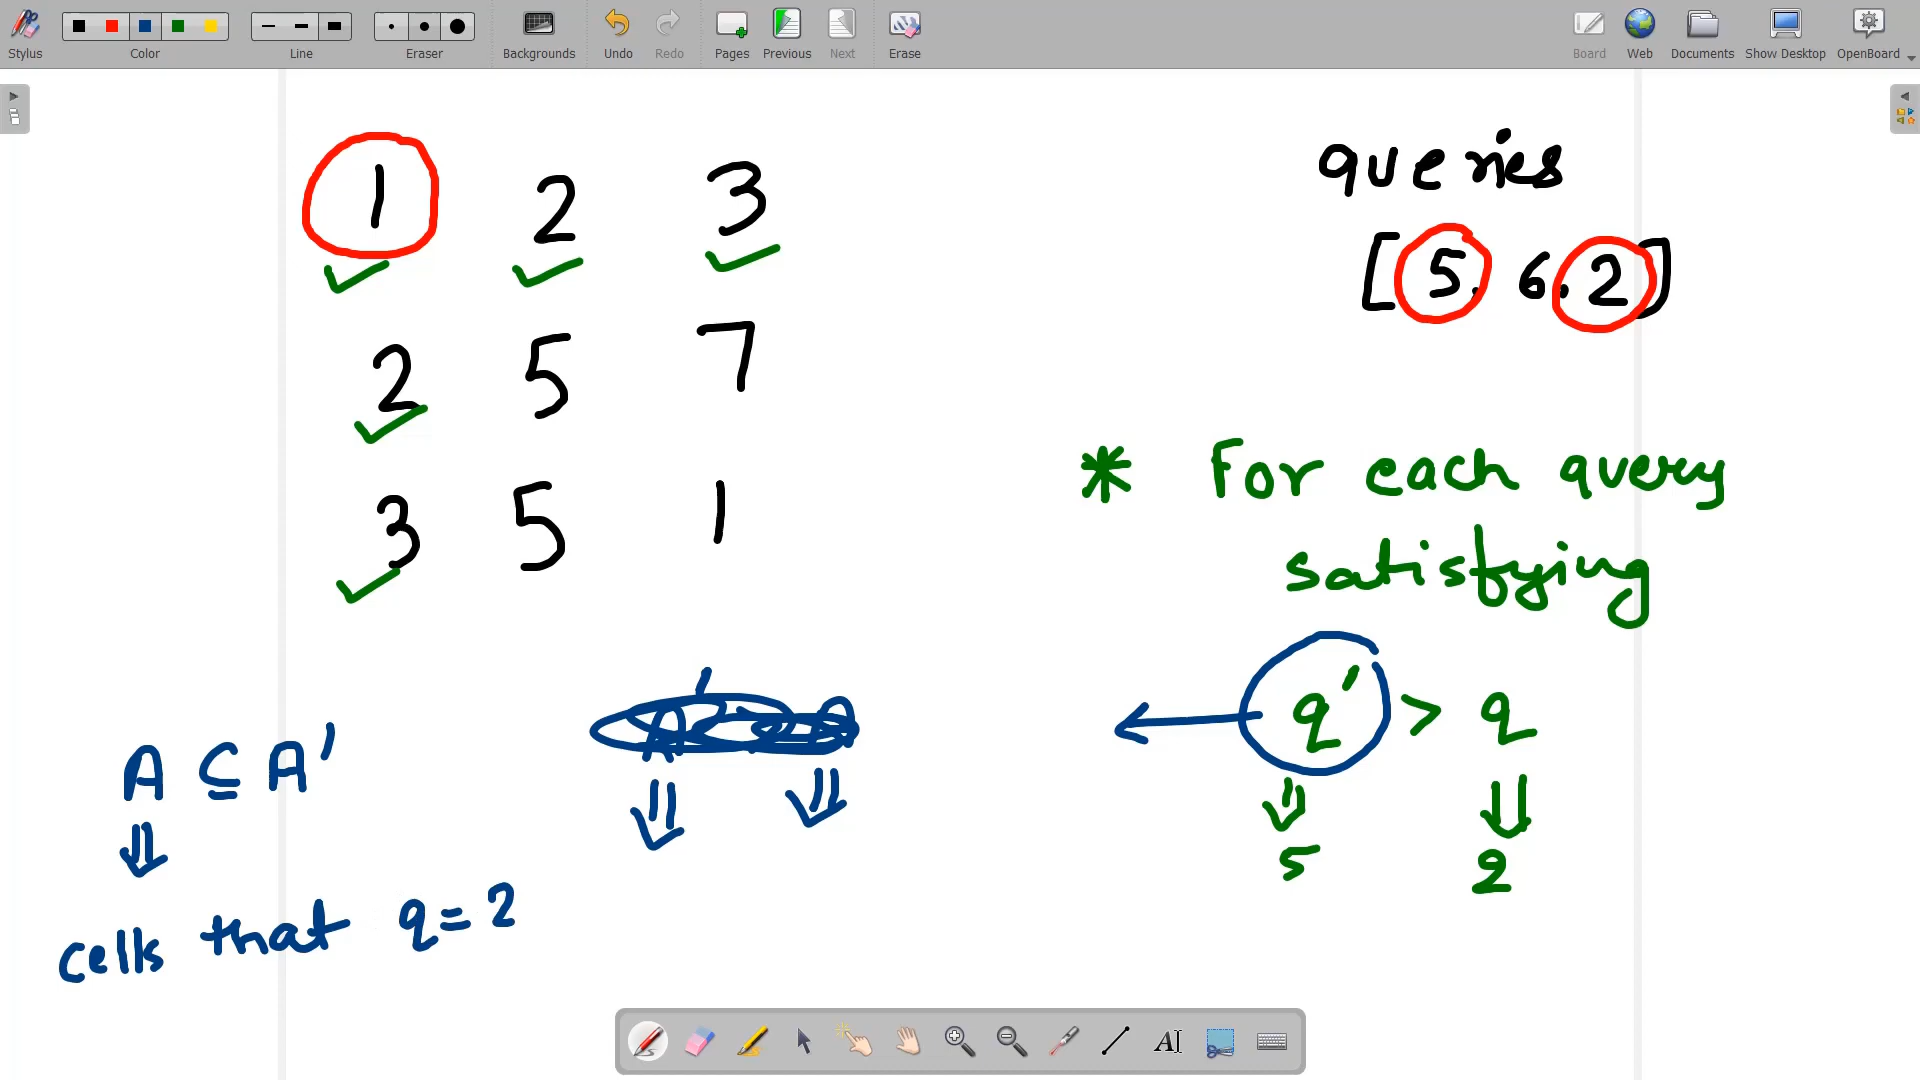 Stylus Color Line Eraser Backgrounds Undo Redo Pages Previous Next Erase Board Web Documents Show Desktop OpenBoard
queries
1 2 3
[5, 6, 2]
2 5 7
* For each query
3 5 1
satisfying
q' > q
A ⊆ A'
5 2
cells that q=2